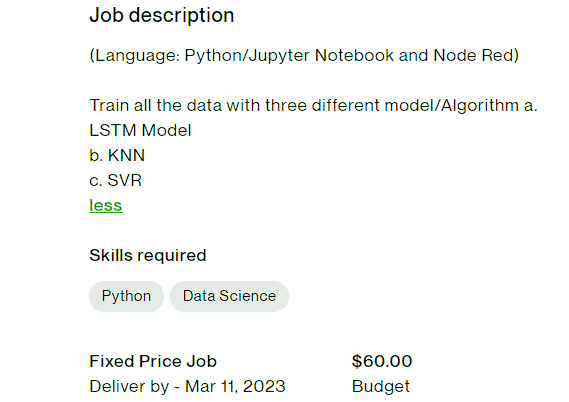 Job description
(Language: Python/Jupyter Notebook and Node Red)
Train all the data with three different model/Algorithm a.
LSTM Model
b. KNN
c. SVR
less
Skills required
Python Data Science
Fixed Price Job $60.00
Deliver by - Mar 11, 2023 Budget